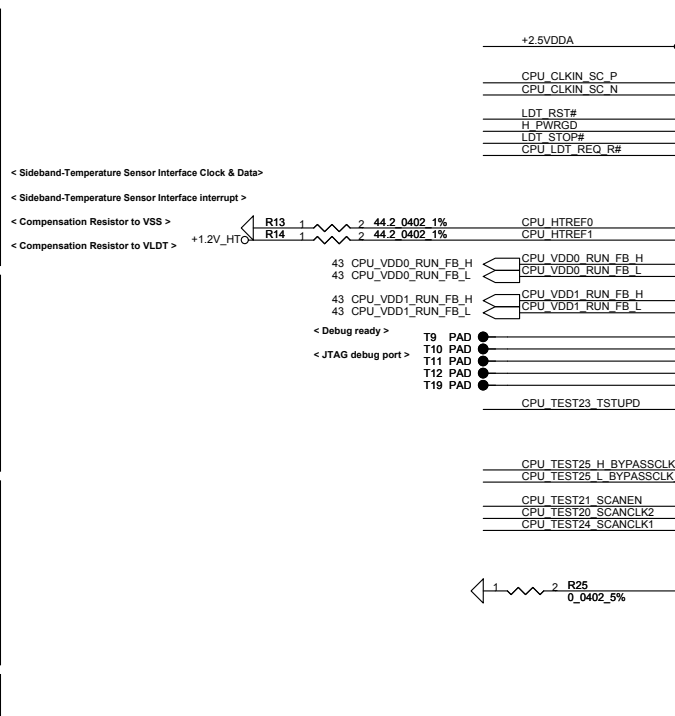 +2.5VDDA
CPU_CLKIN_SC_P
CPU_CLKIN_SC_N
LDT_RST#
H_PWRGD
LDT_STOP#
CPU_LDT_REQ_R#
< Sideband-Temperature Sensor Interface Clock & Data>
< Sideband-Temperature Sensor Interface interrupt >
< Compensation Resistor to VSS >
R13 1 2 44.2_0402_1% CPU_HTREF0
< Compensation Resistor to VLDT >
+1.2V_HT R14 1 2 44.2_0402_1% CPU_HTREF1
43 CPU_VDD0_RUN_FB_H CPU_VDD0_RUN_FB_H
43 CPU_VDD0_RUN_FB_L CPU_VDD0_RUN_FB_L
43 CPU_VDD1_RUN_FB_H CPU_VDD1_RUN_FB_H
43 CPU_VDD1_RUN_FB_L CPU_VDD1_RUN_FB_L
< Debug ready >
T9 PAD
T10 PAD
< JTAG debug port >
T11 PAD
T12 PAD
T19 PAD
CPU_TEST23_TSTUPD
CPU_TEST25_H_BYPASSCLK
CPU_TEST25_L_BYPASSCLK
CPU_TEST21_SCANEN
CPU_TEST20_SCANCLK2
CPU_TEST24_SCANCLK1
1 2 R25
0_0402_5%